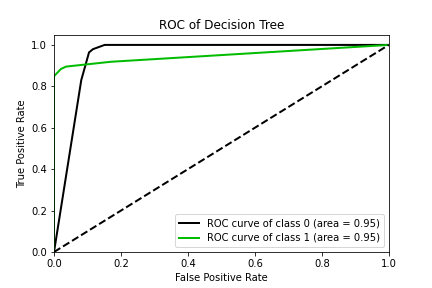 ROC of Decision Tree
True Positive Rate
1.0
0.8
0.6
0.4
0.2
0.0
0.0 0.2 0.4 0.6 0.8 1.0
False Positive Rate
ROC curve of class 0 (area = 0.95)
ROC curve of class 1 (area = 0.95)